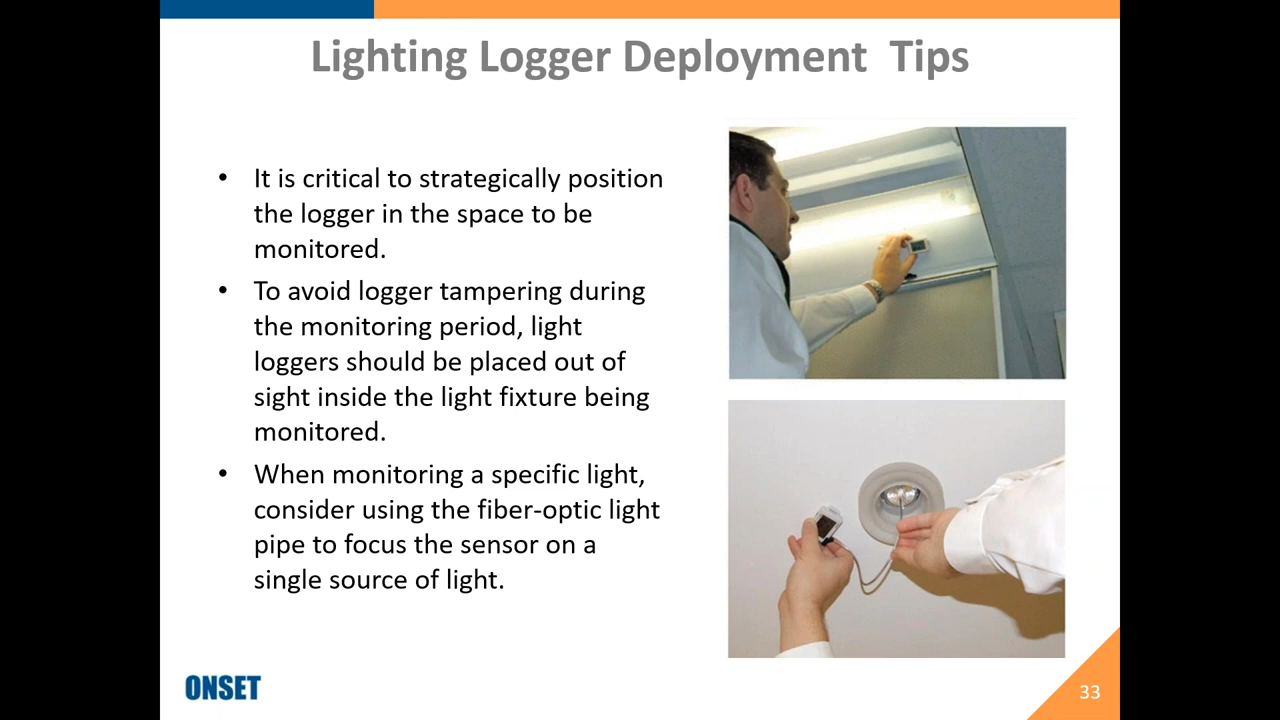 Lighting Logger Deployment Tips
• It is critical to strategically position
the logger in the space to be
monitored.
• To avoid logger tampering during
the monitoring period, light
loggers should be placed out of
sight inside the light fixture being
monitored.
• When monitoring a specific light,
consider using the fiber-optic light
pipe to focus the sensor on a
single source of light.
ONSET
33